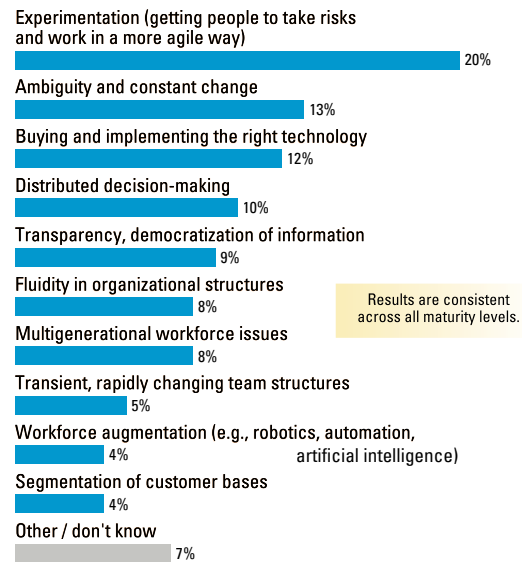 Experimentation (getting people to take risks
and work in a more agile way)
20%
Ambiguity and constant change
13%
Buying and implementing the right technology
12%
Distributed decision-making
10%
Transparency, democratization of information
9%
Fluidity in organizational structures
8%
Results are consistent
across all maturity levels.
Multigenerational workforce issues
8%
Transient, rapidly changing team structures
5%
Workforce augmentation (e.g., robotics, automation,
4% artificial intelligence)
Segmentation of customer bases
4%
Other / don't know
7%